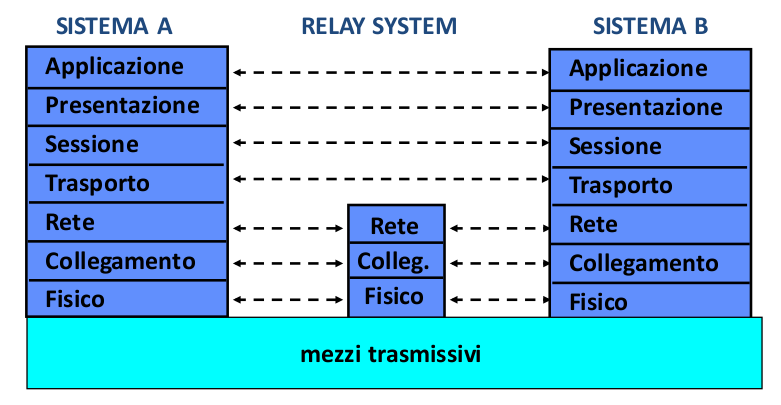 SISTEMA A
RELAY SYSTEM
SISTEMA B
Applicazione
Presentazione
Sessione
Trasporto
Rete
Collegamento
Fisico
Rete
Colleg.
Fisico
Applicazione
Presentazione
Sessione
Trasporto
Rete
Collegamento
Fisico
mezzi trasmissivi